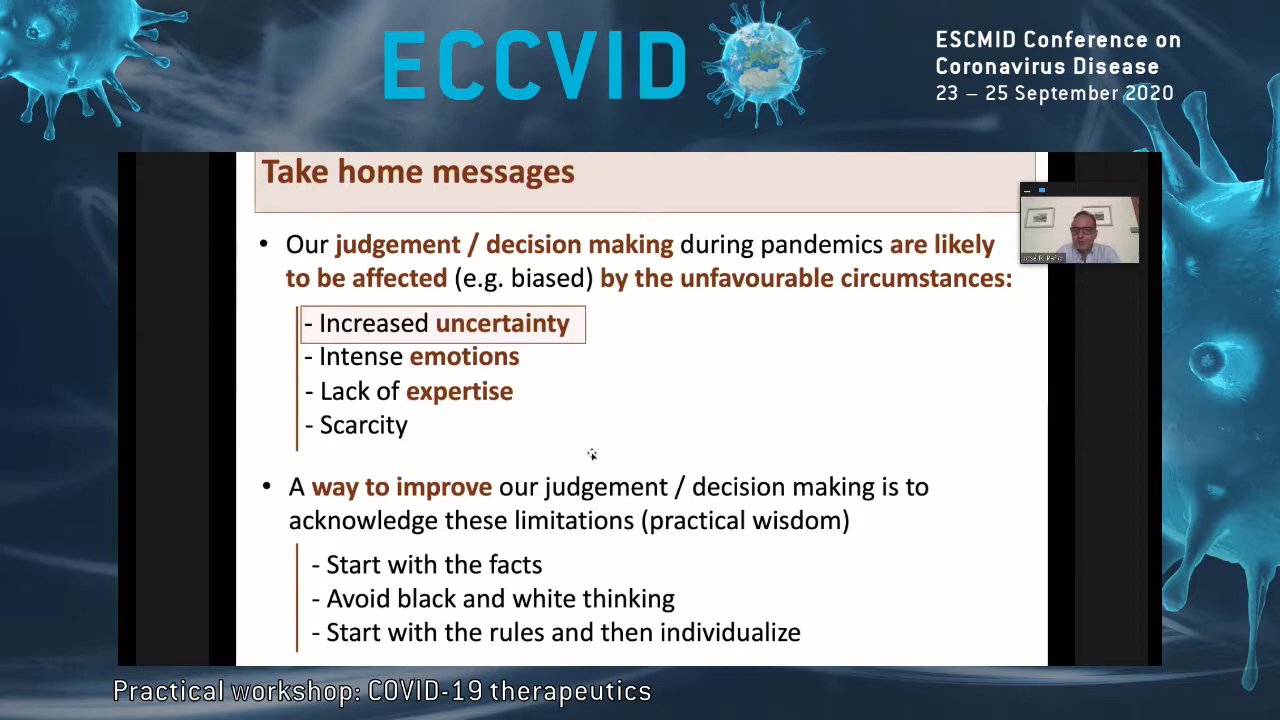 ECCVID
ESCMID Conference on
Coronavirus Disease
23 – 25 September 2020
Take home messages
• Our judgement / decision making during pandemics are likely
to be affected (e.g. biased) by the unfavourable circumstances:
- Increased uncertainty
- Intense emotions
- Lack of expertise
- Scarcity
• A way to improve our judgement / decision making is to
acknowledge these limitations (practical wisdom)
- Start with the facts
- Avoid black and white thinking
- Start with the rules and then individualize
Practical workshop: COVID-19 therapeutics